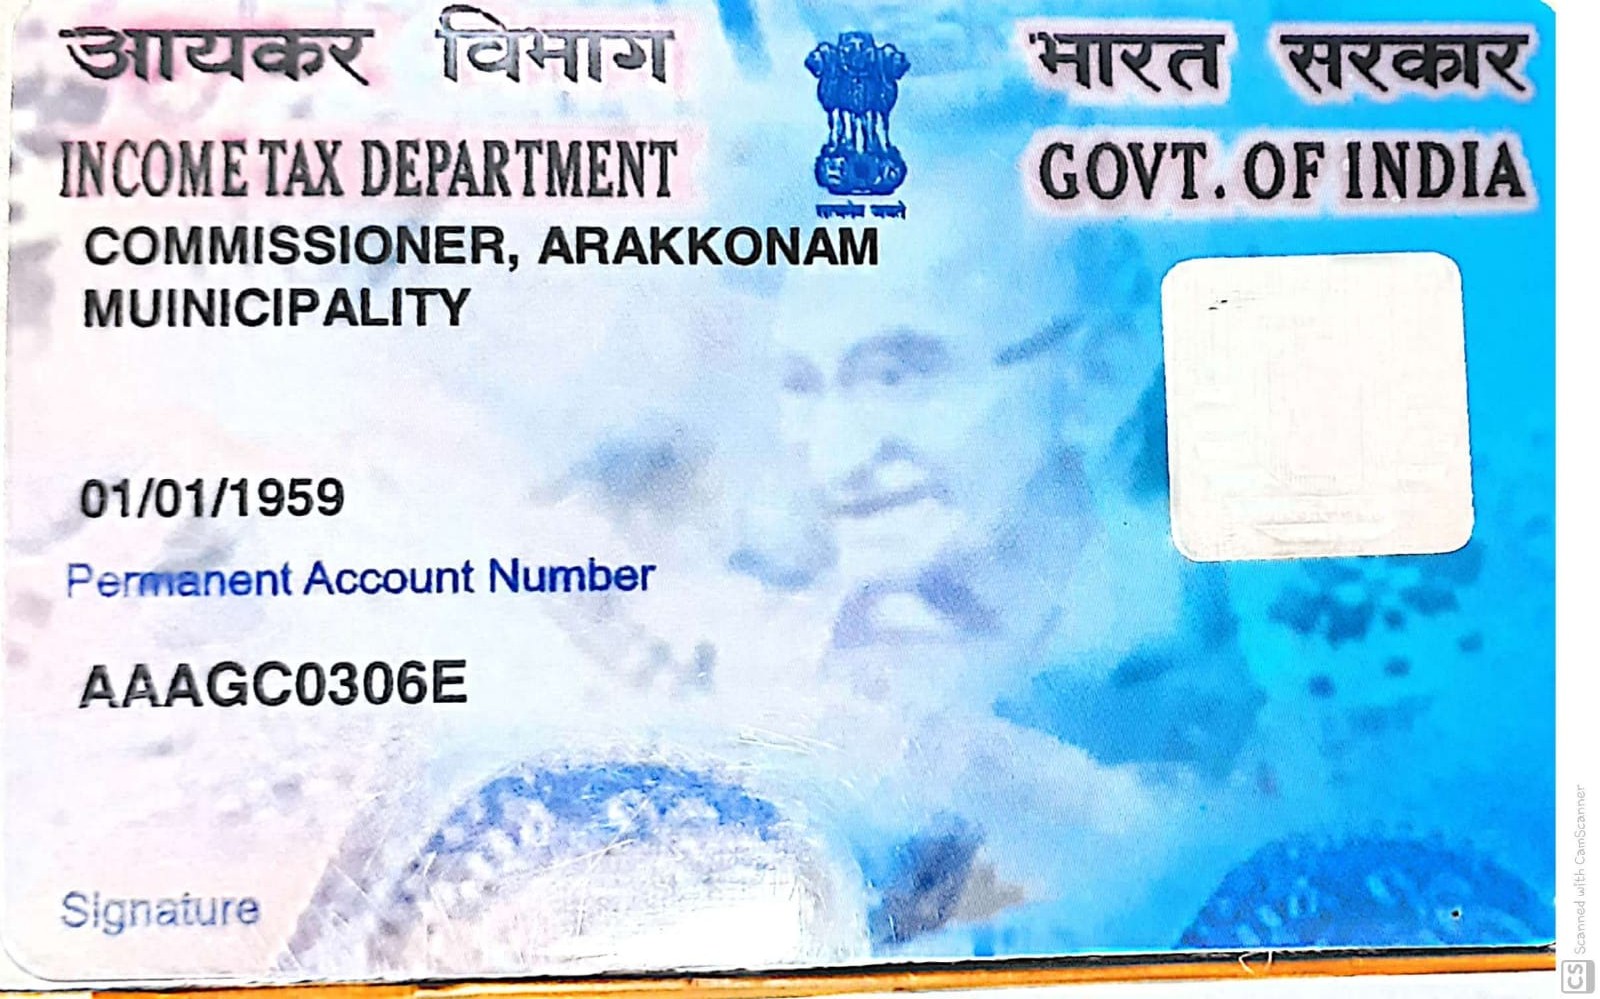 आयकर विभाग
INCOME TAX DEPARTMENT
सत्यमेव जयते
भारत सरकार
GOVT. OF INDIA
COMMISSIONER, ARAKKONAM
MUINICIPALITY
01/01/1959
Permanent Account Number
AAAGC0306E
Signature
CS Scanned with CamScanner